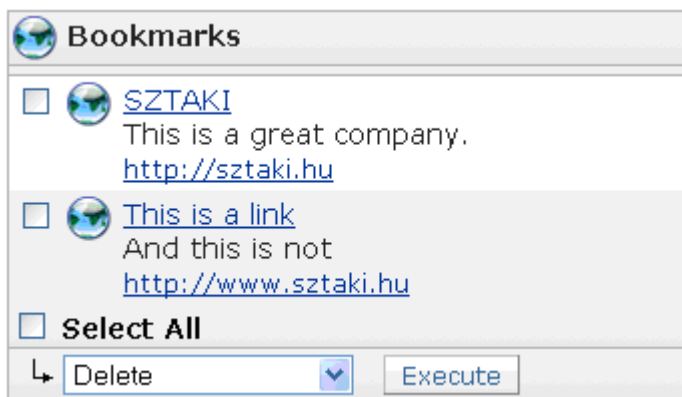 Bookmarks
SZTAKI
This is a great company.
http://sztaki.hu
This is a link
And this is not
http://www.sztaki.hu
Select All
Delete Execute